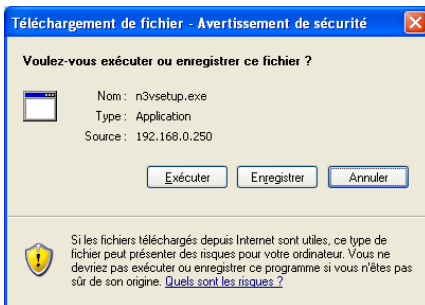 Téléchargement de fichier - Avertissement de sécurité
Voulez-vous exécuter ou enregistrer ce fichier ?
Nom : n3vsetup.exe
Type : Application
Source : 192.168.0.250
Exécuter Enregistrer Annuler
Si les fichiers téléchargés depuis Internet sont utiles, ce type de
fichier peut présenter des risques pour votre ordinateur. Vous ne
devriez pas exécuter ou enregistrer ce programme si vous n'êtes pas
sûr de son origine. Quels sont les risques ?